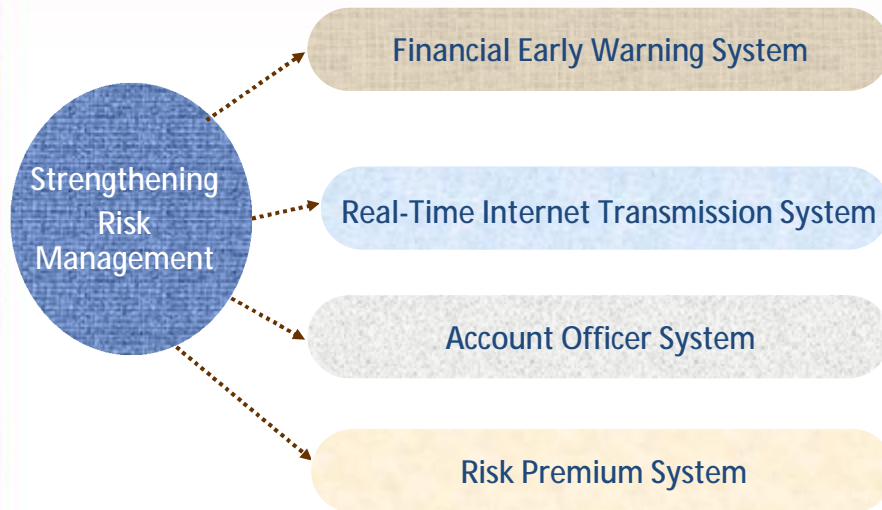 Financial Early Warning System
Strengthening
Risk
Management
Real-Time Internet Transmission System
Account Officer System
Risk Premium System